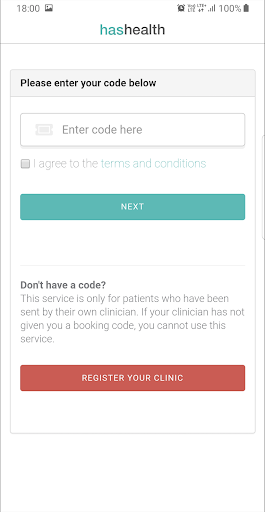 18:00 100%
hashealth
Please enter your code below
Enter code here
I agree to the terms and conditions.
NEXT
Don't have a code?
This service is only for patients who have been
sent by their own clinician. If your clinician has not
given you a booking code, you cannot use this
service.
REGISTER YOUR CLINIC